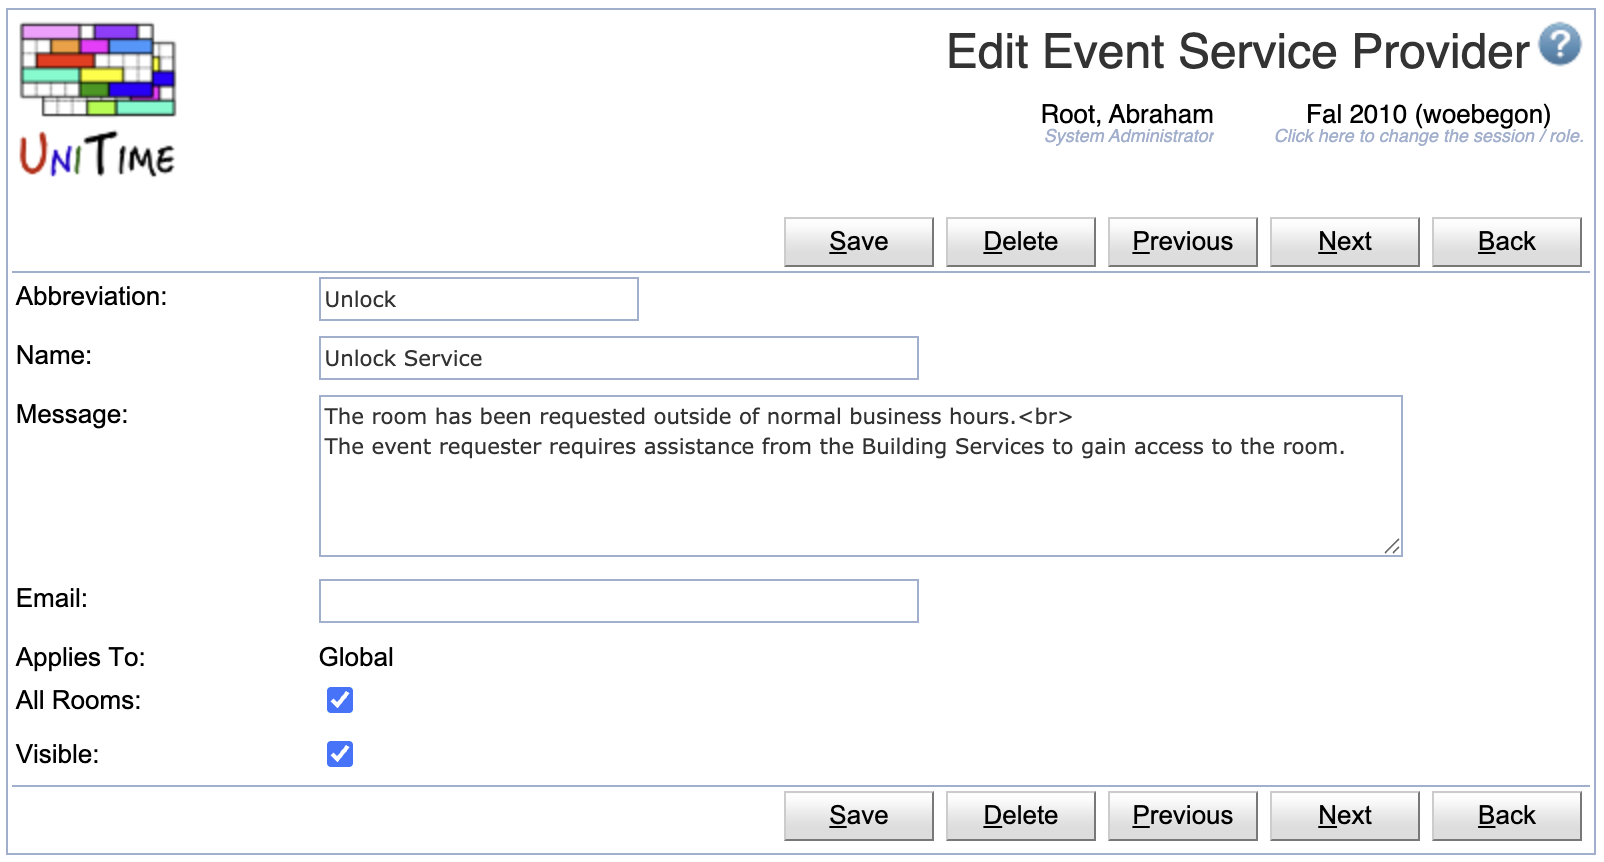 UniTime
Edit Event Service Provider ?
Root, Abraham Fal 2010 (woebegon)
System Administrator Click here to change the session / role.
Save Delete Previous Next Back
Abbreviation: Unlock
Name: Unlock Service
Message: The room has been requested outside of normal business hours.<br>
The event requester requires assistance from the Building Services to gain access to the room.
Email:
Applies To: Global
All Rooms:
Visible:
Save Delete Previous Next Back